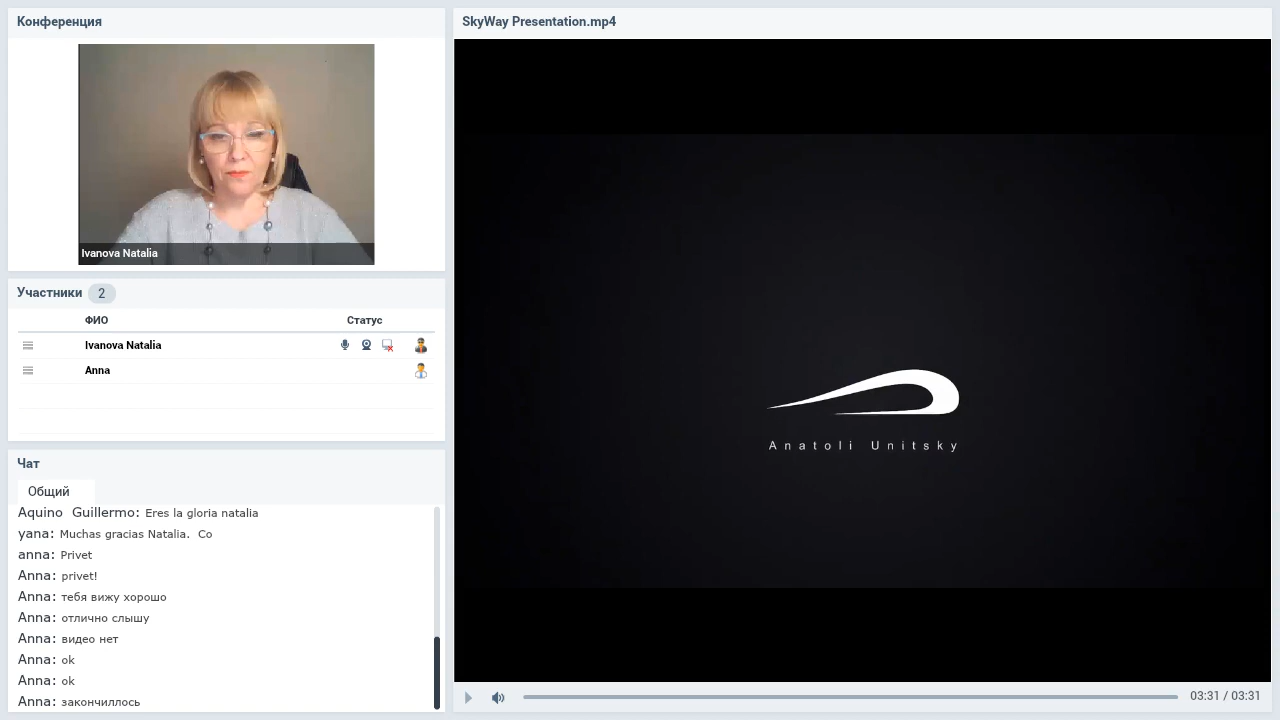 Конференция
Ivanova Natalia
Участники 2
ФИО Статус
Ivanova Natalia
Anna
Чат
Общий
Aquino Guillermo: Eres la gloria natalia
yana: Muchas gracias Natalia. Co
anna: Privet
Anna: privet!
Anna: тебя вижу хорошо
Anna: отлично слышу
Anna: видео нет
Anna: ok
Anna: ok
Anna: закончиллось
SkyWay Presentation.mp4
Anatoli Unitsky
03:31 / 03:31